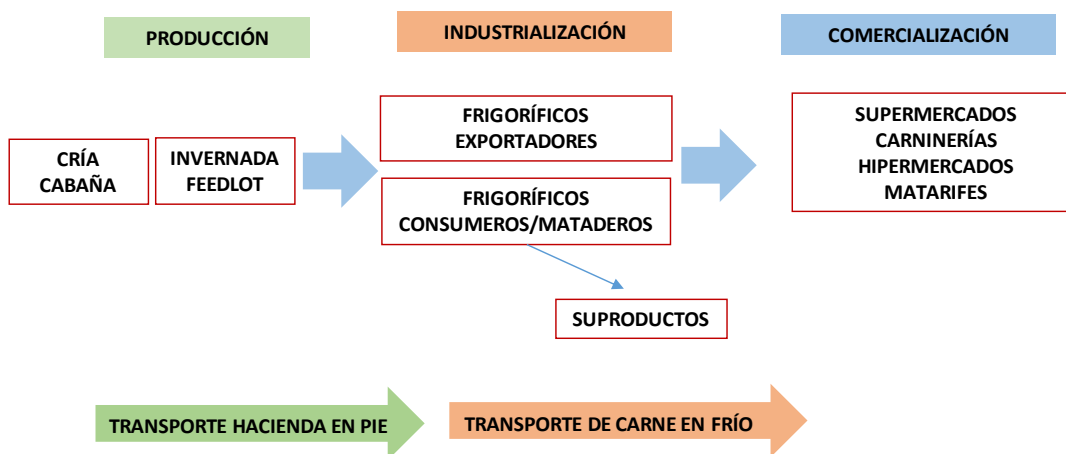 PRODUCCIÓN
INDUSTRIALIZACIÓN
COMERCIALIZACIÓN
CRÍA
CABAÑA
INVERNADA
FEEDLOT
FRIGORÍFICOS
EXPORTADORES
FRIGORÍFICOS
CONSUMEROS/MATADEROS
SUPRODUCTOS
SUPERMERCADOS
CARNINERÍAS
HIPERMERCADOS
MATARIFES
TRANSPORTE HACIENDA EN PIE
TRANSPORTE DE CARNE EN FRÍO